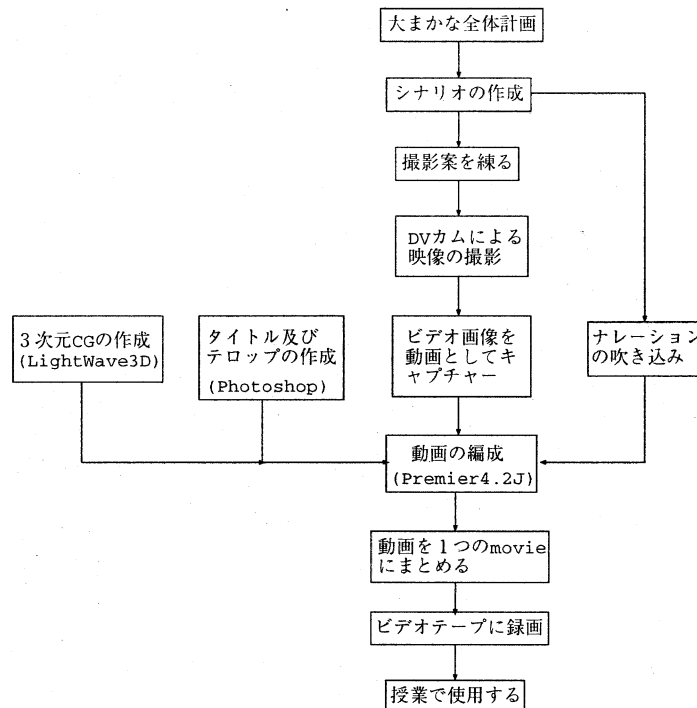 大まかな全体計画
シナリオの作成
撮影案を練る
DVカムによる
映像の撮影
3次元CGの作成
(LightWave3D)
タイトル及び
テロップの作成
(Photoshop)
ビデオ画像を
動画としてキ
ャプチャー
ナレーション
の吹き込み
動画の編成
(Premier4.2J)
動画を1つのmovie
にまとめる
ビデオテープに録画
授業で使用する